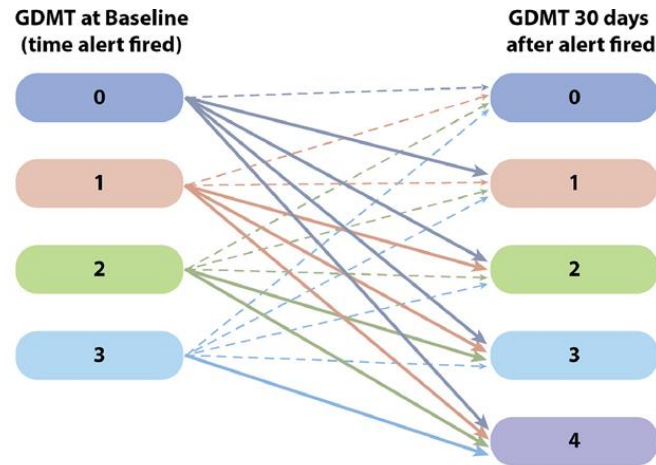 GDMT at Baseline
(time alert fired)
GDMT 30 days
after alert fired
0
0
1
1
2
2
3
3
4